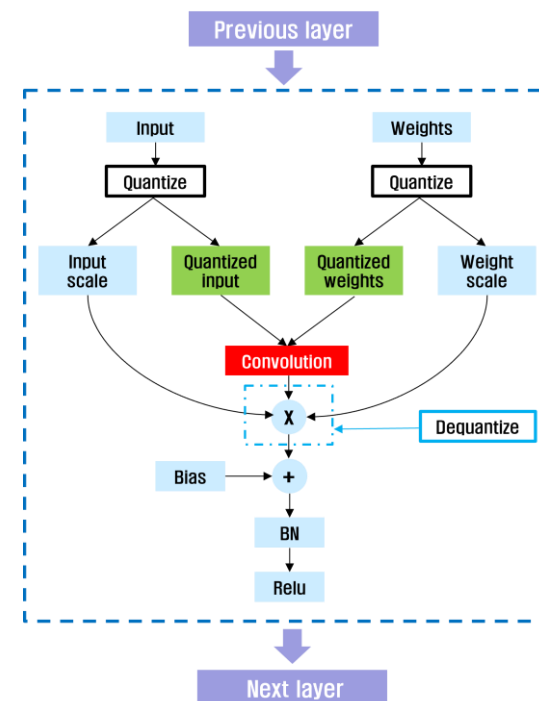 Previous layer
Input
Weights
Quantize
Quantize
Input
scale
Quantized
input
Quantized
weights
Weight
scale
Convolution
X
Dequantize
Bias
+
BN
Relu
Next layer